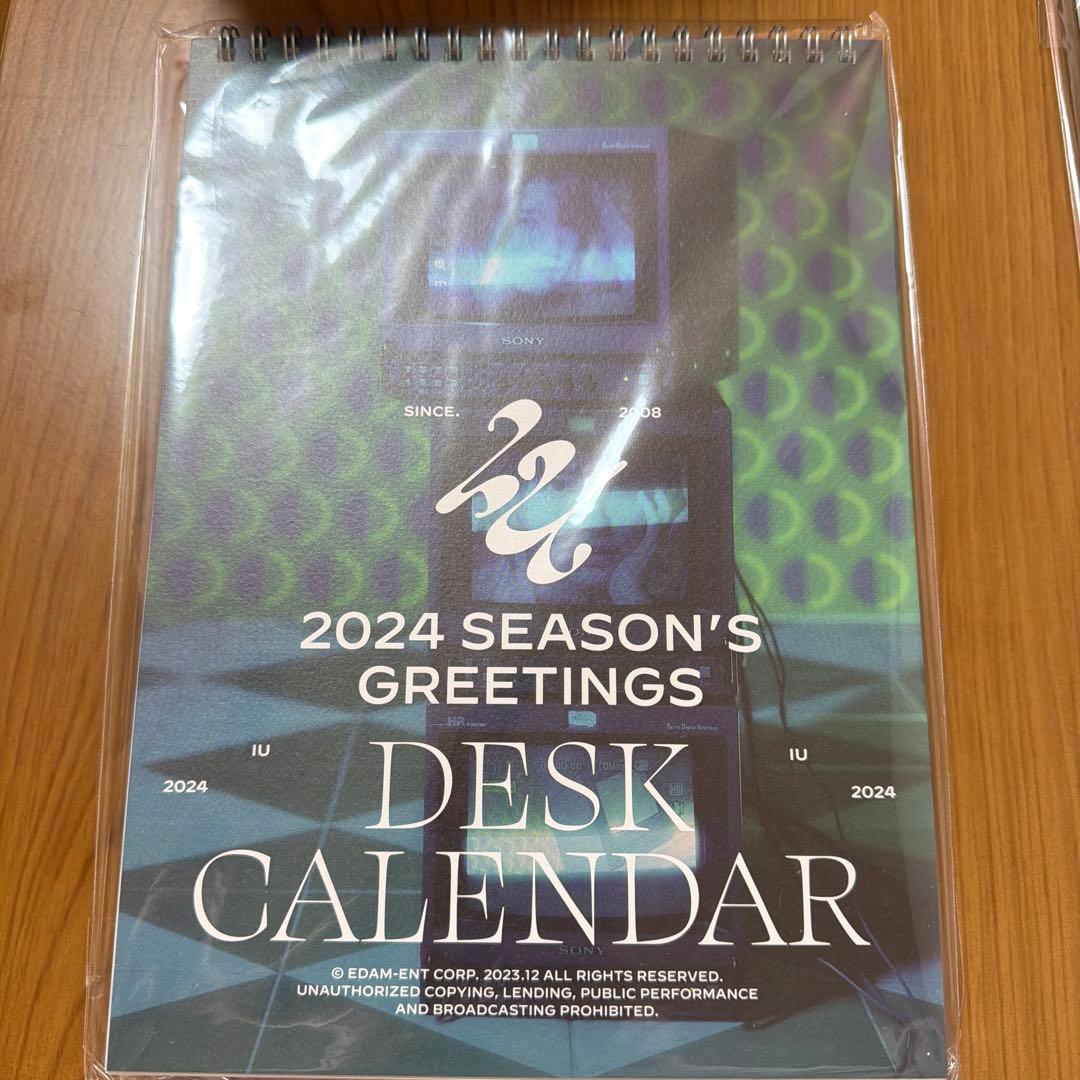 SONY
SINCE. 2008
2024 SEASON'S
GREETINGS
IU
IU
2024
2024
DESK
CALENDAR
SONY
© EDAM-ENT CORP. 2023.12 ALL RIGHTS RESERVED.
UNAUTHORIZED COPYING, LENDING, PUBLIC PERFORMANCE
AND BROADCASTING PROHIBITED.